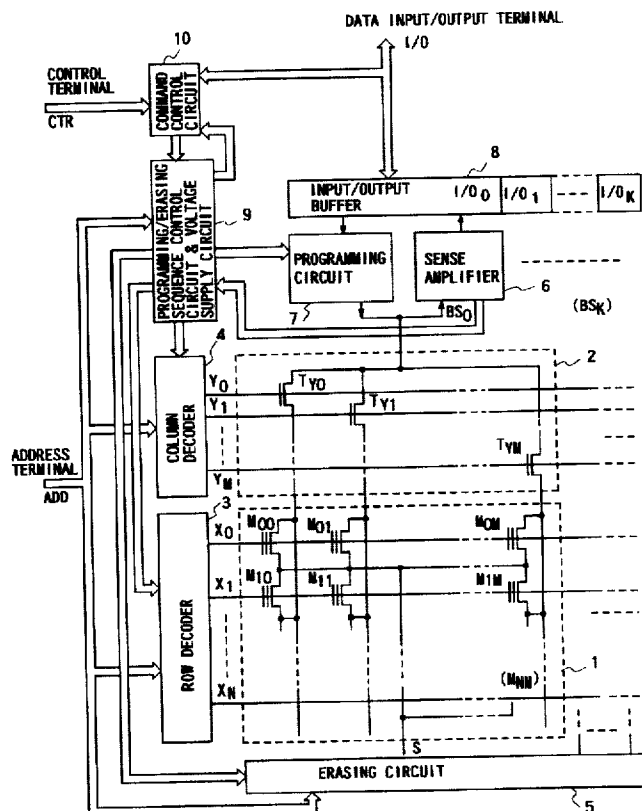 DATA INPUT/OUTPUT TERMINAL
I/O
10
CONTROL
TERMINAL
CTR
COMMAND
CONTROL
CIRCUIT
8
INPUT/OUTPUT
BUFFER
I/O0
I/O1
I/OK
PROGRAMMING/ERASING
SEQUENCE CONTROL
CIRCUIT & VOLTAGE
SUPPLY CIRCUIT
9
PROGRAMMING
CIRCUIT
7
SENSE
AMPLIFIER
6
BS0
(BSK)
4
COLUMN
DECODER
Y0
Y1
YM
TY0
TY1
TYM
2
ADDRESS
TERMINAL
ADD
3
ROW DECODER
X0
X1
XN
M00
M01
M0M
M10
M11
M1M
(MNM)
1
S
ERASING CIRCUIT
5